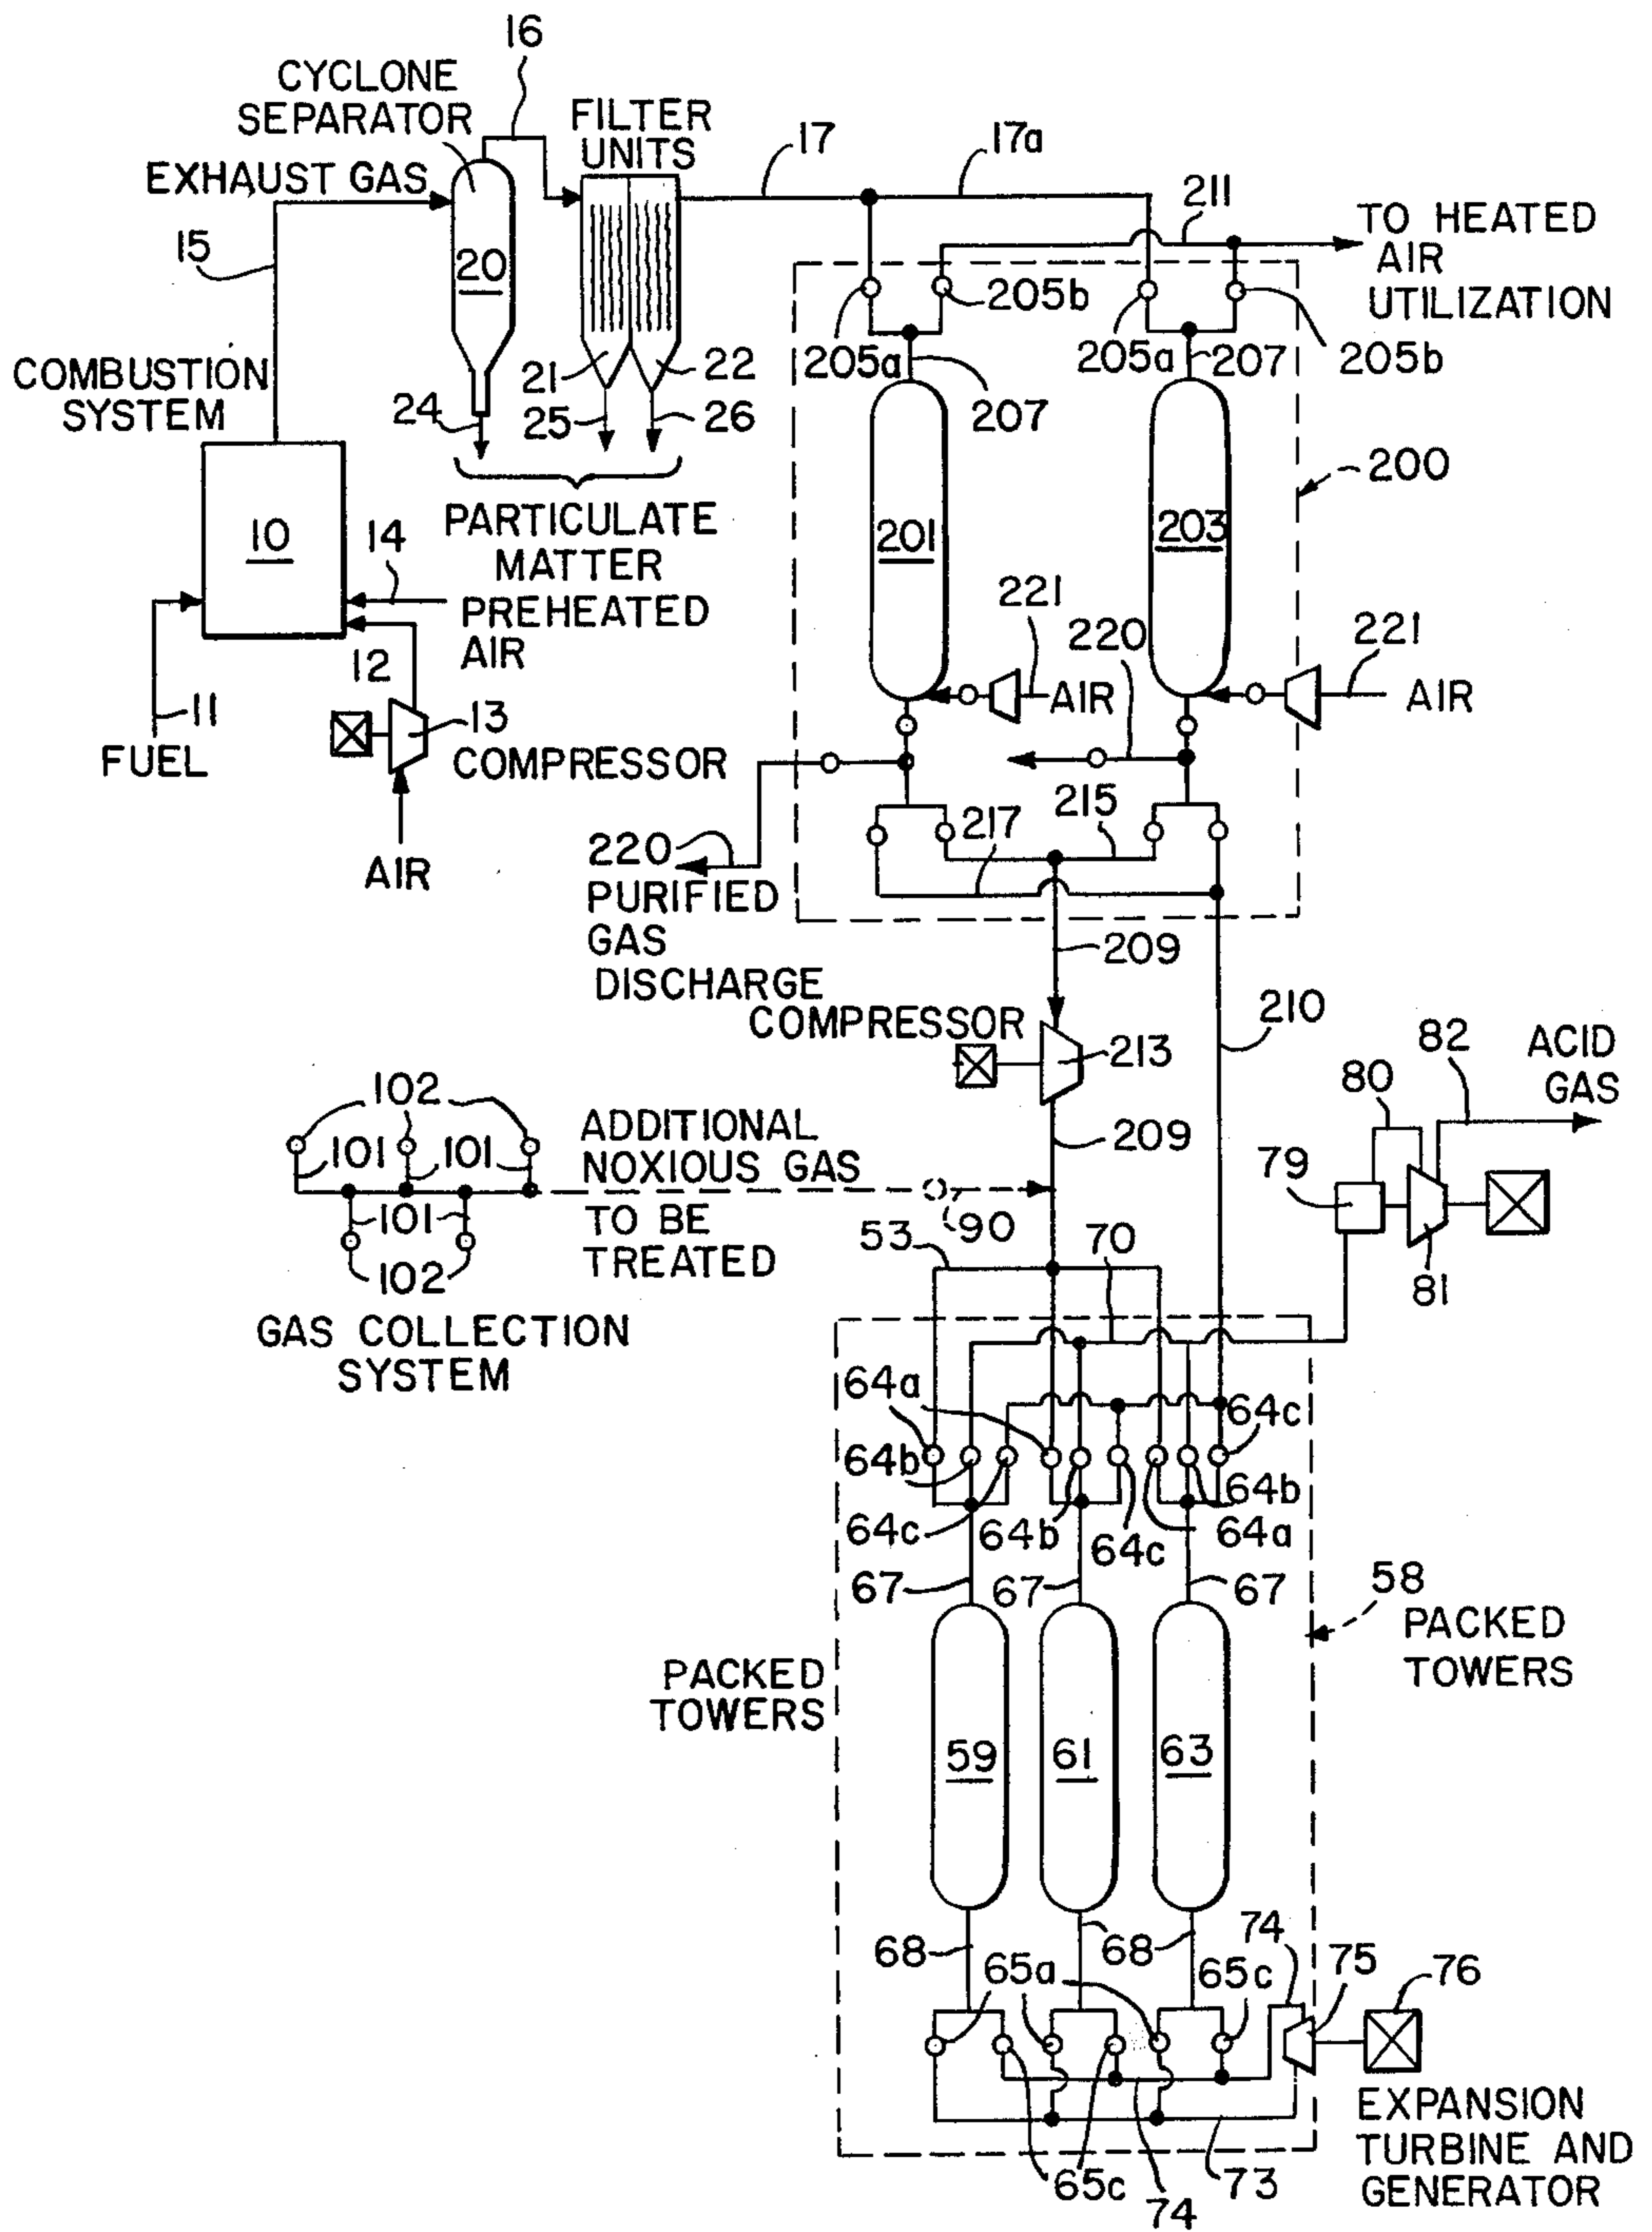 16
CYCLONE
SEPARATOR
FILTER
UNITS
17
17a
EXHAUST GAS
211
TO HEATED
AIR
UTILIZATION
15
20
205b
205a
205a
205b
COMBUSTION
SYSTEM
21
22
207
207
24
25
26
200
PARTICULATE
MATTER
10
14
201
203
PREHEATED
AIR
221
220
221
12
AIR
AIR
11
13
FUEL
COMPRESSOR
215
217
220
AIR
PURIFIED
GAS
DISCHARGE
209
COMPRESSOR
210
213
82
ACID
GAS
80
102
ADDITIONAL
NOXIOUS GAS
209
101
101
79
101
TO BE
TREATED
90
53
70
102
81
GAS COLLECTION
SYSTEM
64a
64c
64b
64b
64c
64b
64c
64a
67
67
67
58
PACKED
TOWERS
PACKED
TOWERS
59
61
63
68
68
74
65a
65c
75
76
EXPANSION
TURBINE AND
GENERATOR
65c
74
73